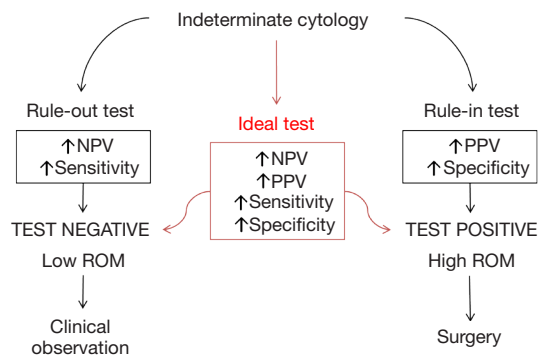 Indeterminate cytology
Rule-out test
↑NPV
↑Sensitivity
TEST NEGATIVE
Low ROM
Clinical
observation
Ideal test
↑NPV
↑PPV
↑Sensitivity
↑Specificity
Rule-in test
↑PPV
↑Specificity
TEST POSITIVE
High ROM
Surgery